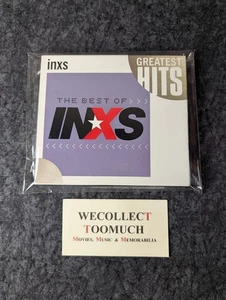 inxs
GREATEST
HITS
THE BEST OF
INXS
WECOLLECT
TOOMUCH
MOVIES, MUSIC & MEMORABILIA